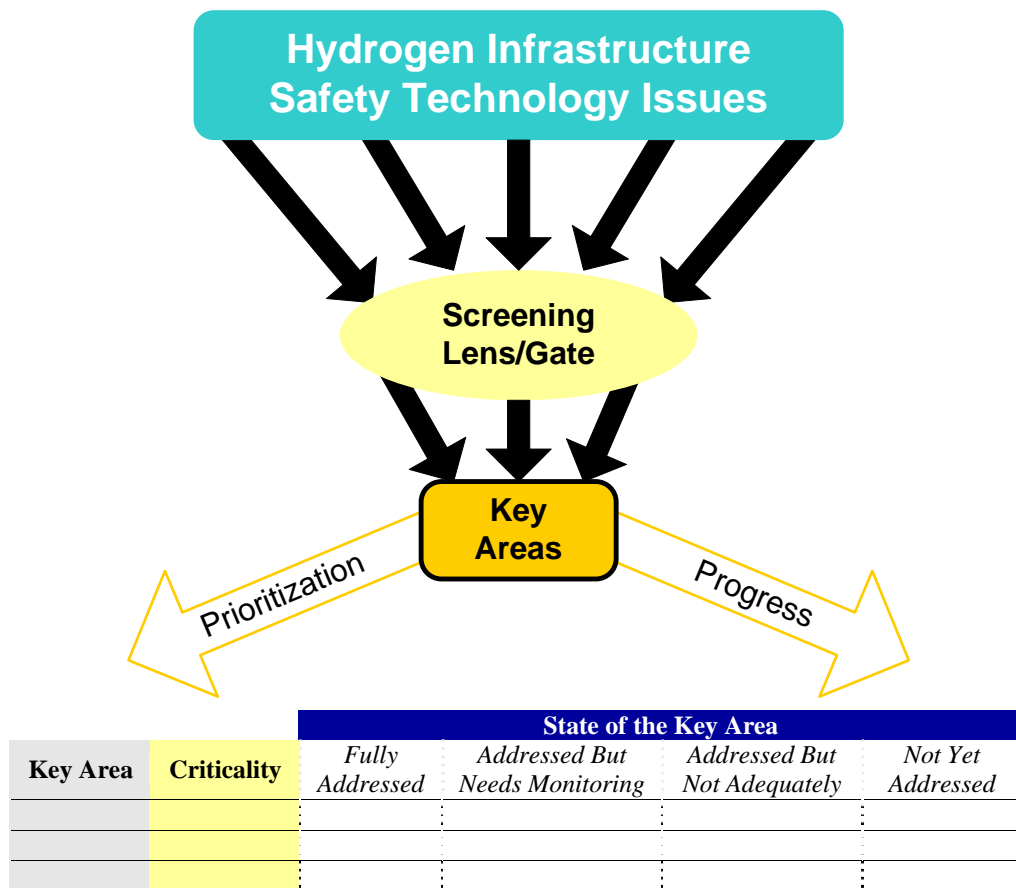 Hydrogen Infrastructure
Safety Technology Issues
Screening
Lens/Gate
Key
Areas
Prioritization
Progress
State of the Key Area
Key Area
Criticality
Fully
Addressed
Addressed But
Needs Monitoring
Addressed But
Not Adequately
Not Yet
Addressed